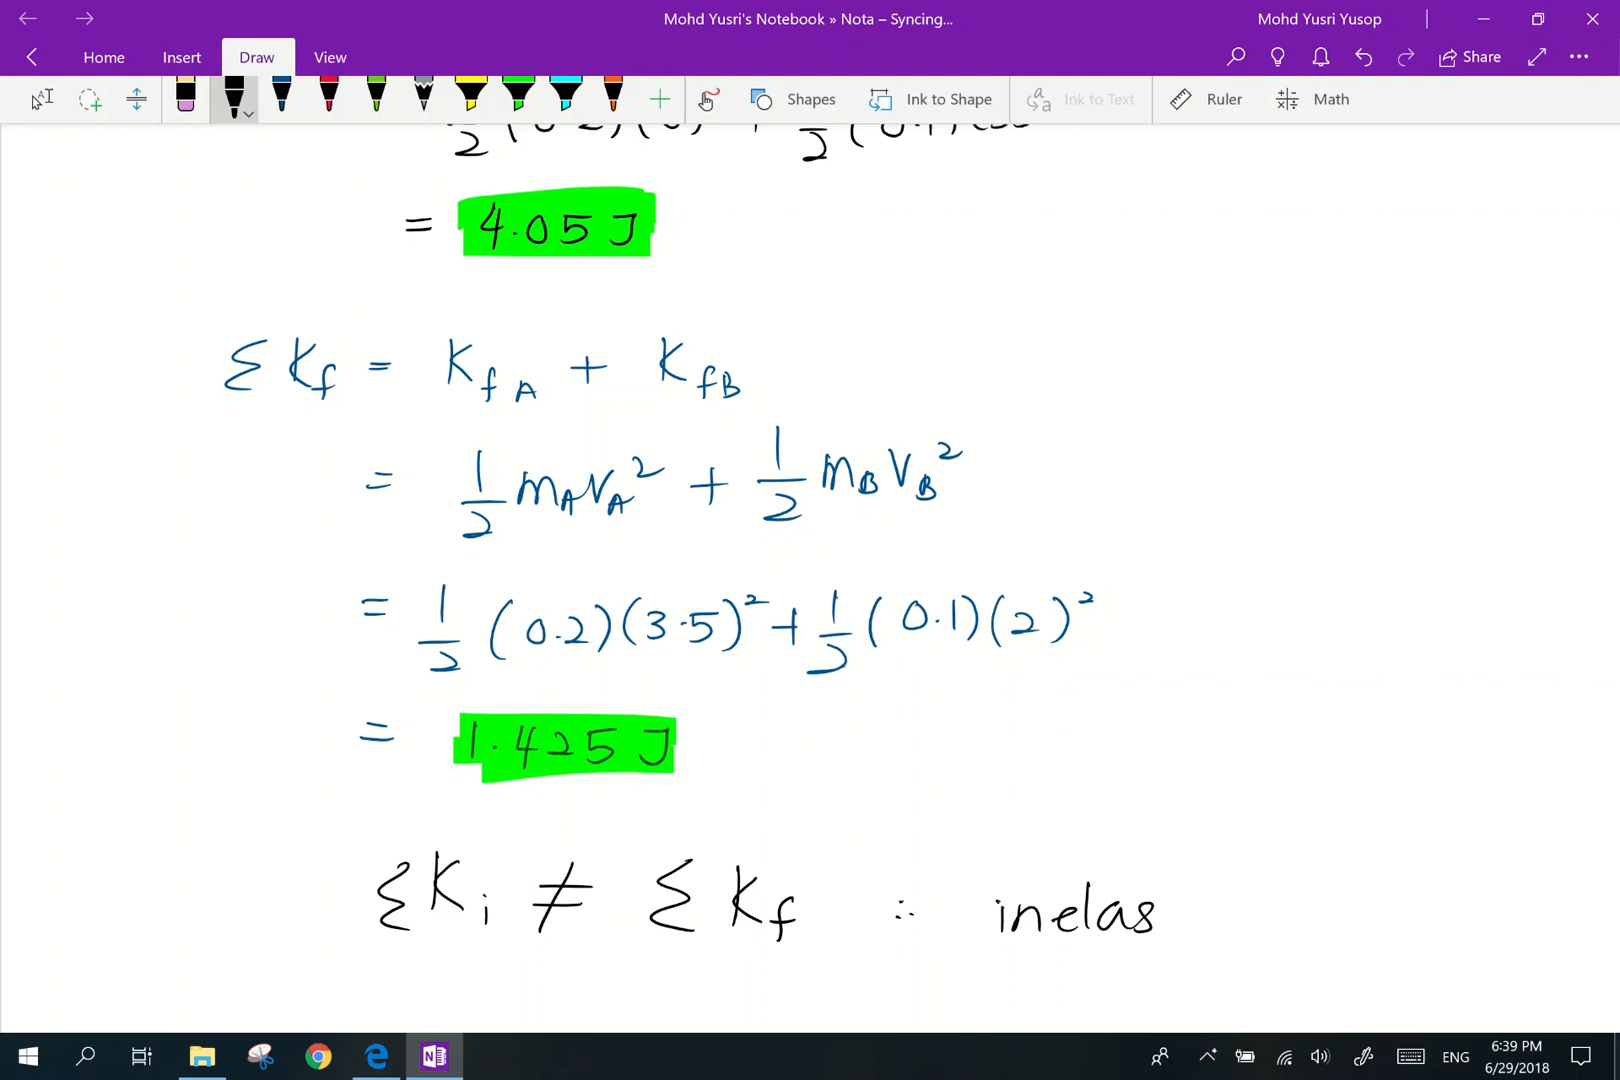 Mohd Yusri's Notebook » Nota – Syncing...
Mohd Yusri Yusop
Home Insert Draw View
Share
Shapes
Ink to Shape
Ink to Text
Ruler
Math
= 4.05 J
Σ Kf = KfA + KfB
= 1/2 mAvA² + 1/2 mBvB²
= 1/2 (0.2)(3.5)² + 1/2 (0.1)(2)²
= 1.425 J
ΣKi ≠ ΣKf ∴ inelas
ENG
6:39 PM
6/29/2018